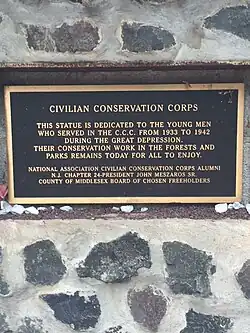 CIVILIAN CONSERVATION CORPS
THIS STATUE IS DEDICATED TO THE YOUNG MEN
WHO SERVED IN THE C.C.C. FROM 1933 TO 1942
DURING THE GREAT DEPRESSION.
THEIR CONSERVATION WORK IN THE FORESTS AND
PARKS REMAINS TODAY FOR ALL TO ENJOY.
NATIONAL ASSOCIATION CIVILIAN CONSERVATION CORPS ALUMNI
N.J. CHAPTER 24-PRESIDENT JOHN MESZAROS SR.
COUNTY OF MIDDLESEX BOARD OF CHOSEN FREEHOLDERS